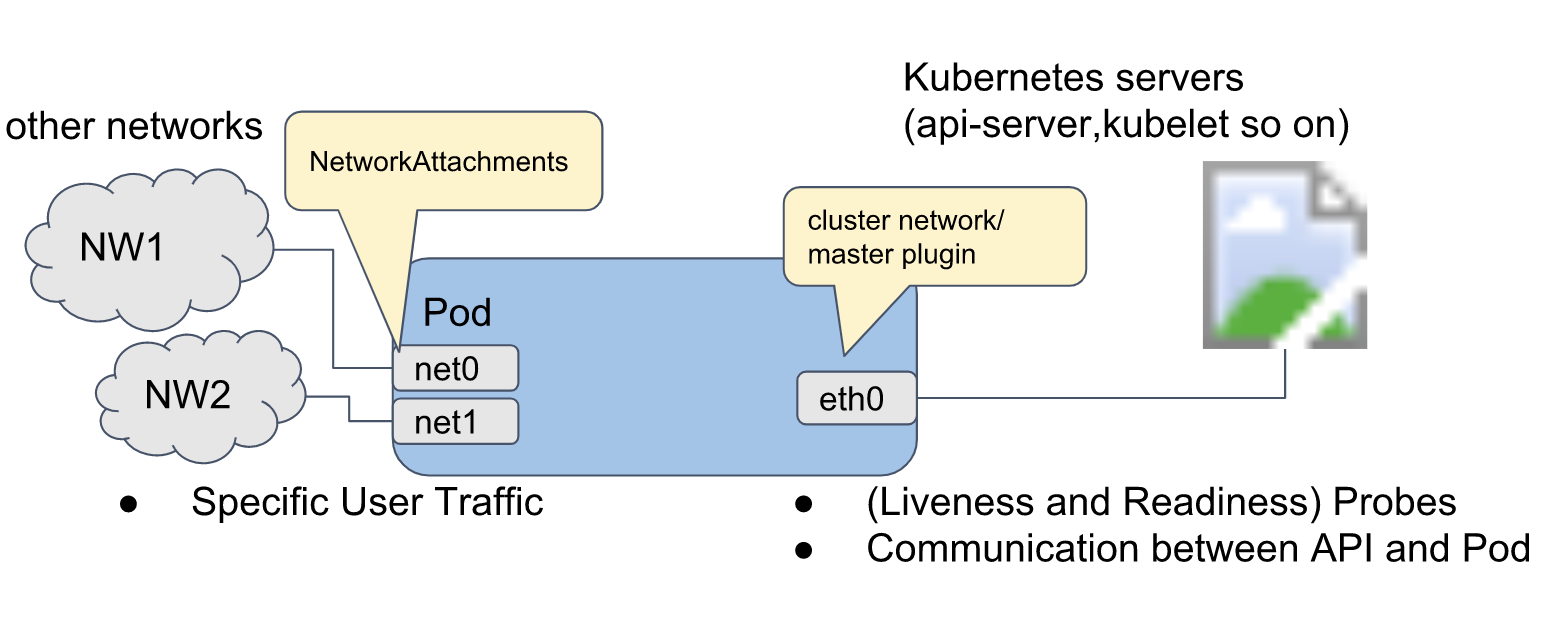 Kubernetes servers
(api-server,kubelet so on)
other networks
NetworkAttachments
cluster network/
master plugin
NW1
Pod
net0
NW2
eth0
net1
● Specific User Traffic
● (Liveness and Readiness) Probes
● Communication between API and Pod